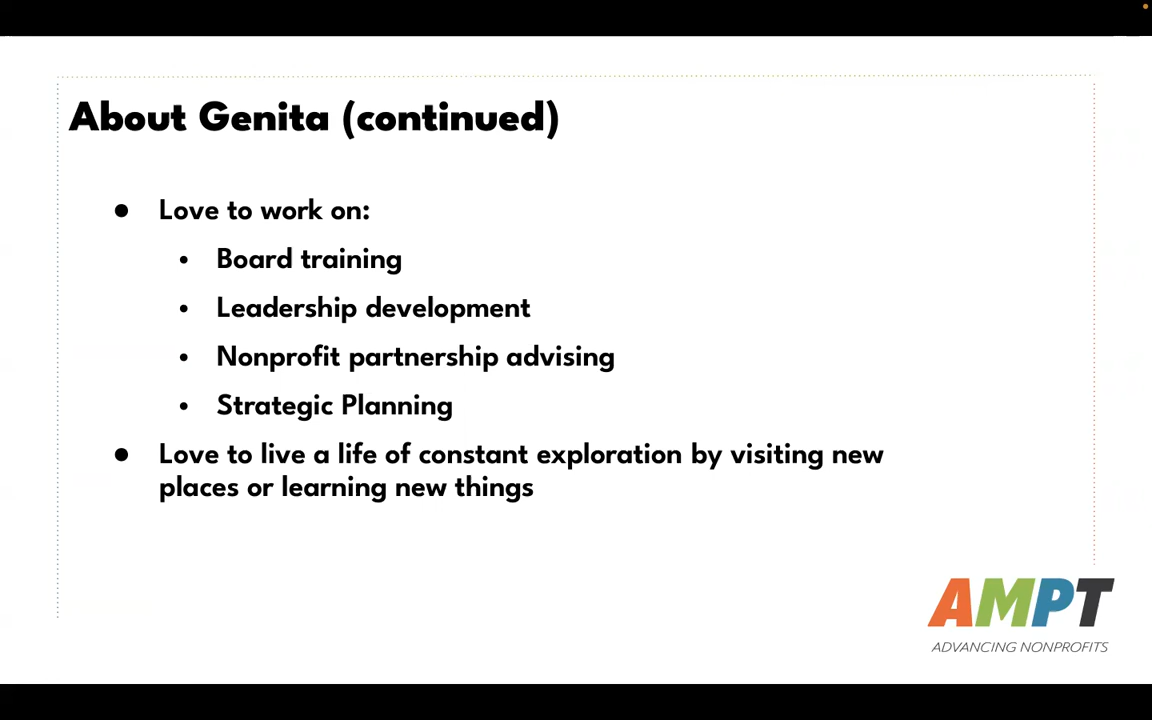 About Genita (continued)
● Love to work on:
• Board training
• Leadership development
• Nonprofit partnership advising
• Strategic Planning
● Love to live a life of constant exploration by visiting new
places or learning new things
AMPT
ADVANCING NONPROFITS